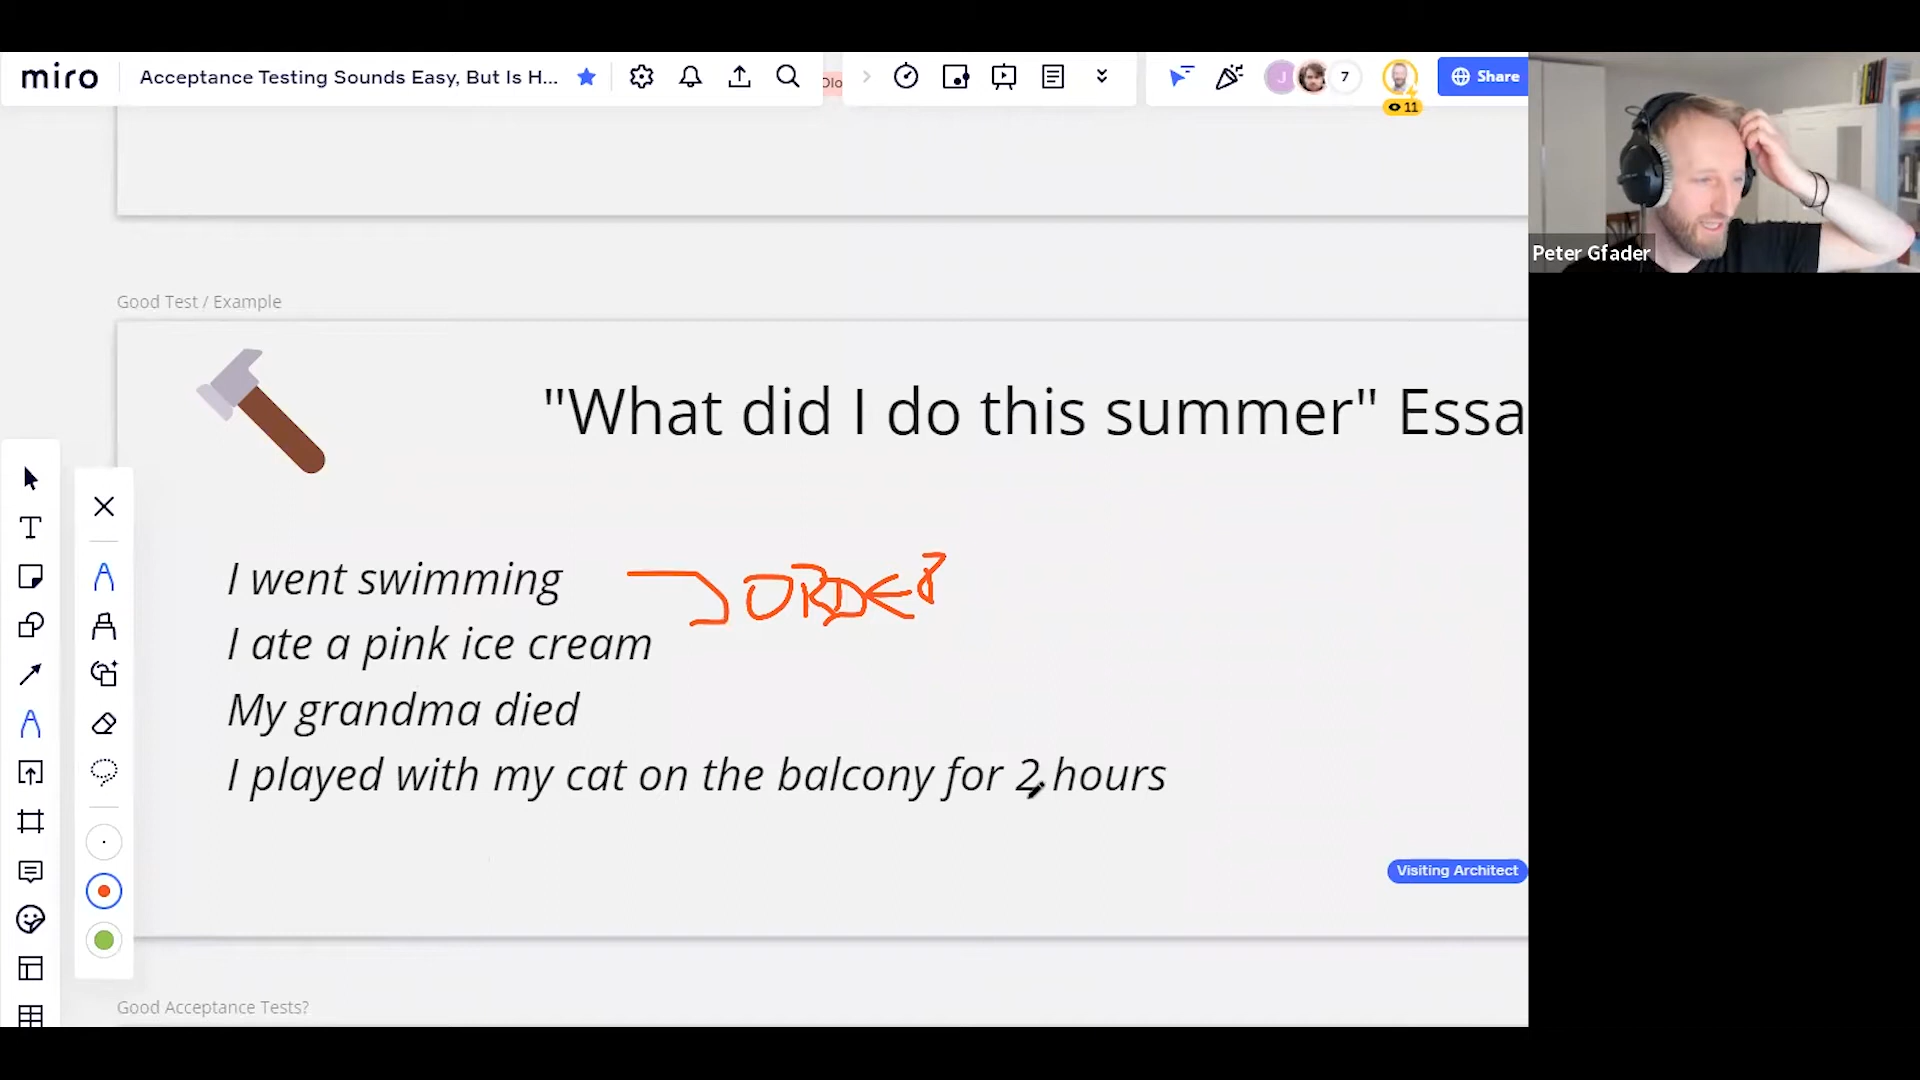 miro
Acceptance Testing Sounds Easy, But Is H...
Dlo
J
7
11
Share
Peter Gfader
Good Test / Example
"What did I do this summer" Essa
I went swimming
ORDER
I ate a pink ice cream
My grandma died
I played with my cat on the balcony for 2 hours
Visiting Architect
Good Acceptance Tests?